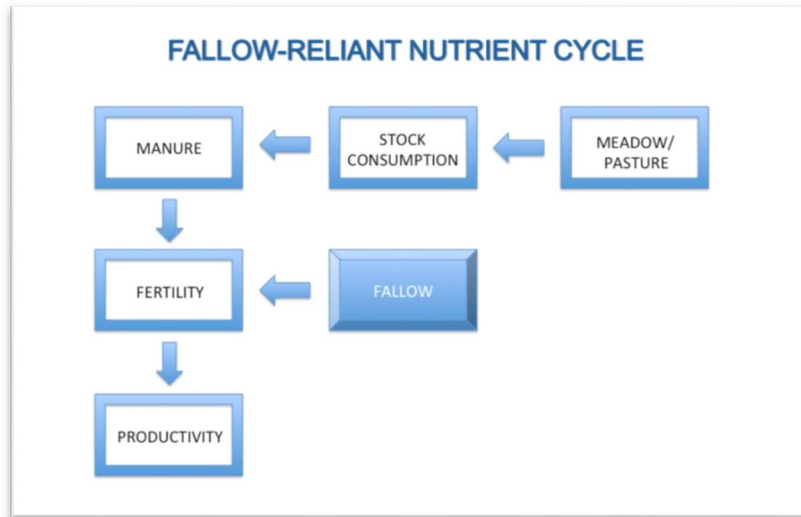 FALLOW-RELIANT NUTRIENT CYCLE
MANURE
STOCK
CONSUMPTION
MEADOW/
PASTURE
FERTILITY
FALLOW
PRODUCTIVITY